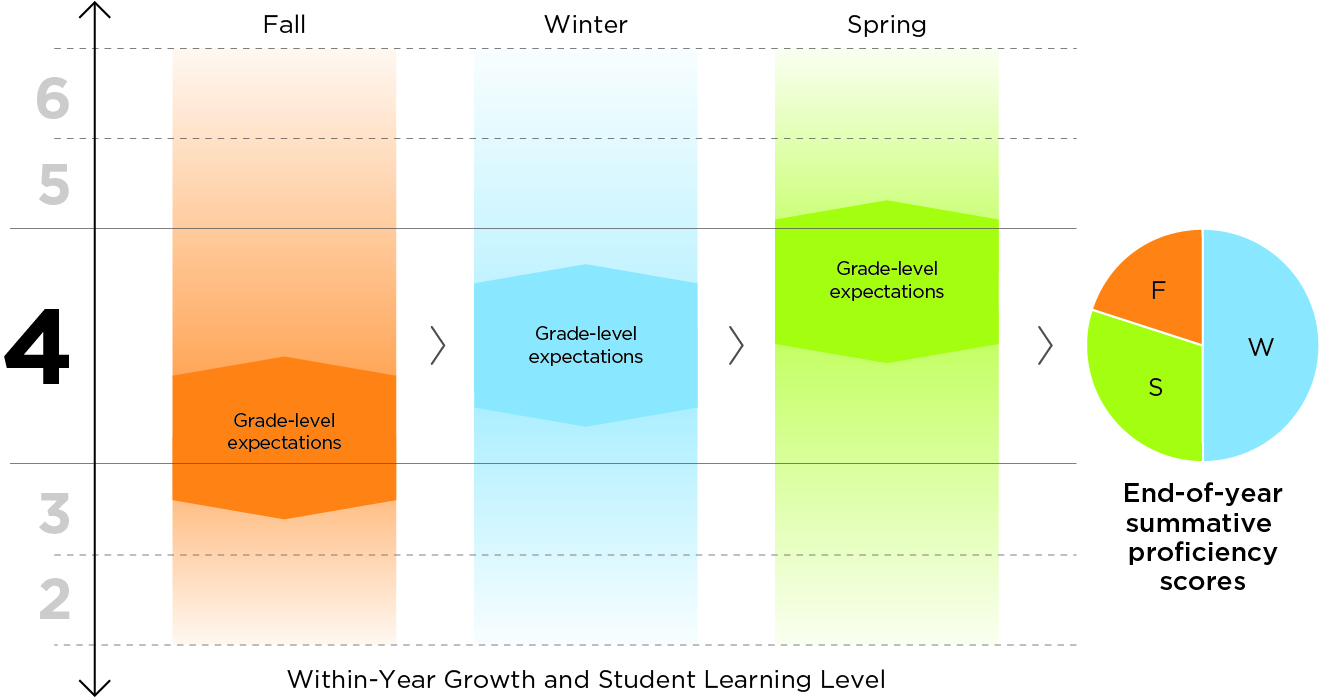 Fall
Winter
Spring
6
5
4
3
2
Grade-level
expectations
Grade-level
expectations
Grade-level
expectations
F
W
S
End-of-year
summative
proficiency
scores
Within-Year Growth and Student Learning Level